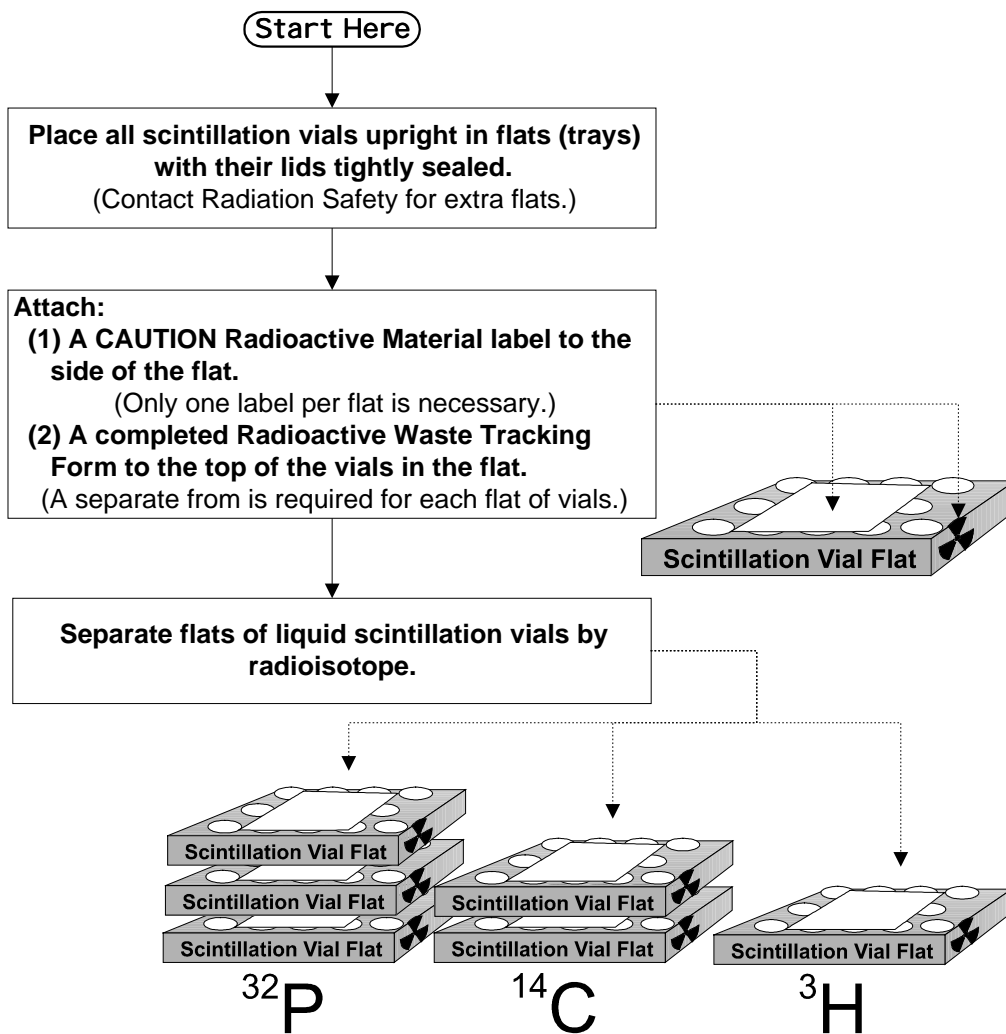 Start Here
Place all scintillation vials upright in flats (trays)
with their lids tightly sealed.
(Contact Radiation Safety for extra flats.)
Attach:
(1) A CAUTION Radioactive Material label to the
side of the flat.
(Only one label per flat is necessary.)
(2) A completed Radioactive Waste Tracking
Form to the top of the vials in the flat.
(A separate from is required for each flat of vials.)
Scintillation Vial Flat
Separate flats of liquid scintillation vials by
radioisotope.
Scintillation Vial Flat
Scintillation Vial Flat
Scintillation Vial Flat
32P
Scintillation Vial Flat
Scintillation Vial Flat
14C
Scintillation Vial Flat
3H